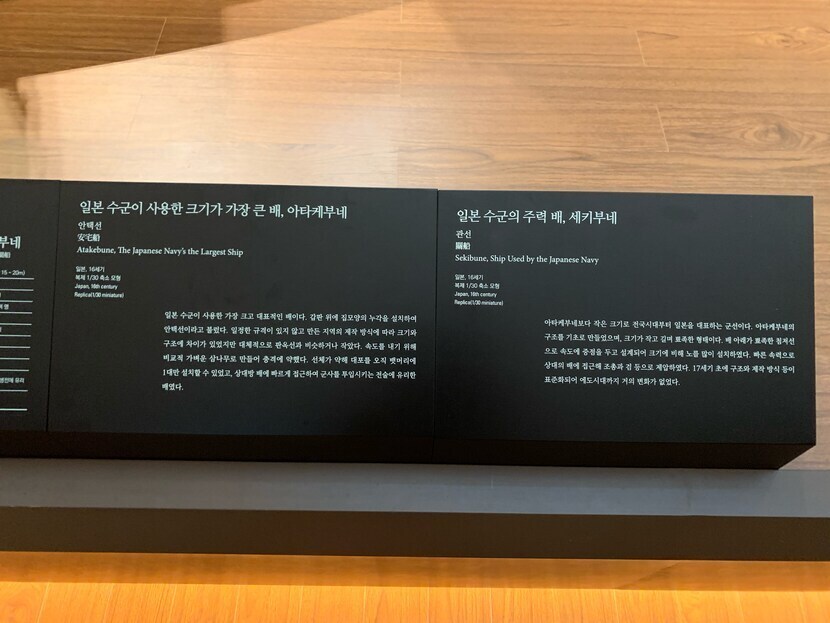 부네
15 ~ 20m)
일본 수군이 사용한 크기가 가장 큰 배, 아타케부네
안택선
安宅船
Atakebune, The Japanese Navy's the Largest Ship
일본, 16세기
복제 1/30 축소 모형
Japan, 16th century
Replica(1/30 miniature)
일본 수군이 사용한 가장 크고 대표적인 배이다. 갑판 위에 집모양의 누각을 설치하여
안택선이라고 불렀다. 일정한 규격이 있지 않고 만든 지역의 제작 방식에 따라 크기와
구조에 차이가 있었지만 대체적으로 판옥선과 비슷하거나 작았다. 속도를 내기 위해
비교적 가벼운 삼나무로 만들어 충격에 약했다. 선체가 약해 대포를 오직 뱃머리에
1대만 설치할 수 있었고, 상대방 배에 빠르게 접근하여 군사를 투입시키는 전술에 유리한
배였다.
일본 수군의 주력 배, 세키부네
관선
關船
Sekibune, Ship Used by the Japanese Navy
일본, 16세기
복제 1/30 축소 모형
Japan, 16th century
Replica(1/30 miniature)
아타케부네보다 작은 크기로 전국시대부터 일본을 대표하는 군선이다. 아타케부네의
구조를 기초로 만들었으며, 크기가 작고 길며 뾰족한 형태이다. 배 아래가 뾰족한 첨저선
으로 속도에 중점을 두고 설계되어 크기에 비해 노를 많이 설치하였다. 빠른 속력으로
상대의 배에 접근해 조총과 검 등으로 제압하였다. 17세기 초에 구조와 제작 방식 등이
표준화되어 에도시대까지 거의 변화가 없었다.